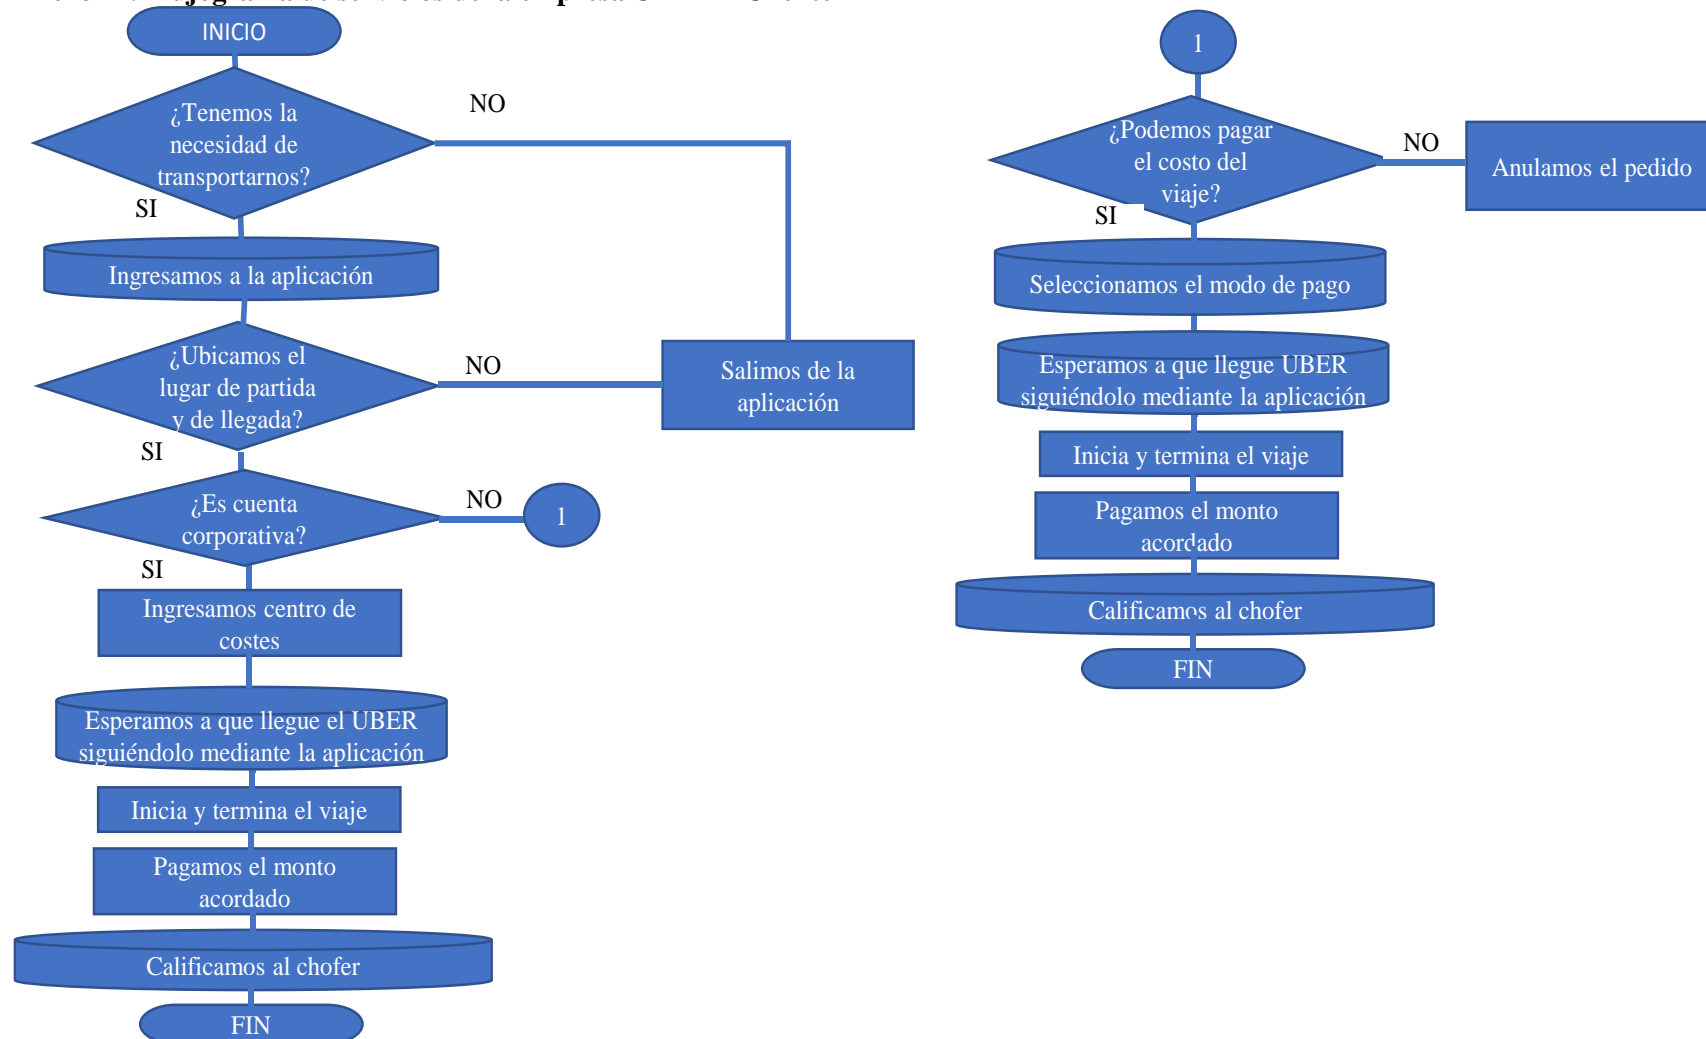 INICIO
¿Tenemos la
necesidad de
transportarnos?
NO
SI
Ingresamos a la aplicación
¿Ubicamos el
lugar de partida
y de llegada?
NO
Salimos de la
aplicación
SI
¿Es cuenta
corporativa?
NO
1
SI
Ingresamos centro de
costes
Esperamos a que llegue el UBER
siguiéndolo mediante la aplicación
Inicia y termina el viaje
Pagamos el monto
acordado
Calificamos al chofer
FIN
1
¿Podemos pagar
el costo del
viaje?
NO
Anulamos el pedido
SI
Seleccionamos el modo de pago
Esperamos a que llegue UBER
siguiéndolo mediante la aplicación
Inicia y termina el viaje
Pagamos el monto
acordado
Calificamos al chofer
FIN